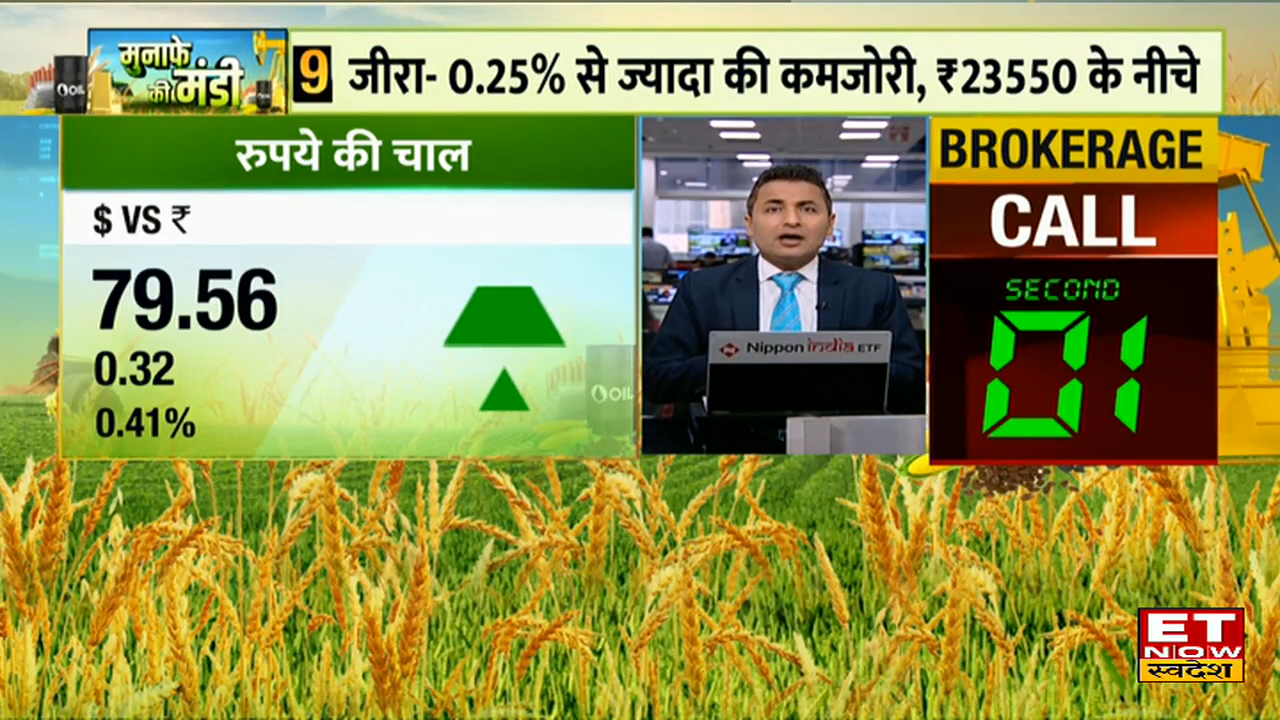 मुनाफे
की मंडी
OIL
9 जीरा- 0.25% से ज्यादा की कमजोरी, ₹23550 के नीचे
रुपये की चाल
$ VS ₹
79.56
0.32
0.41%
OIL
Nippon india ETF
BROKERAGE
CALL
SECOND
01
ET
NOW
स्वदेश